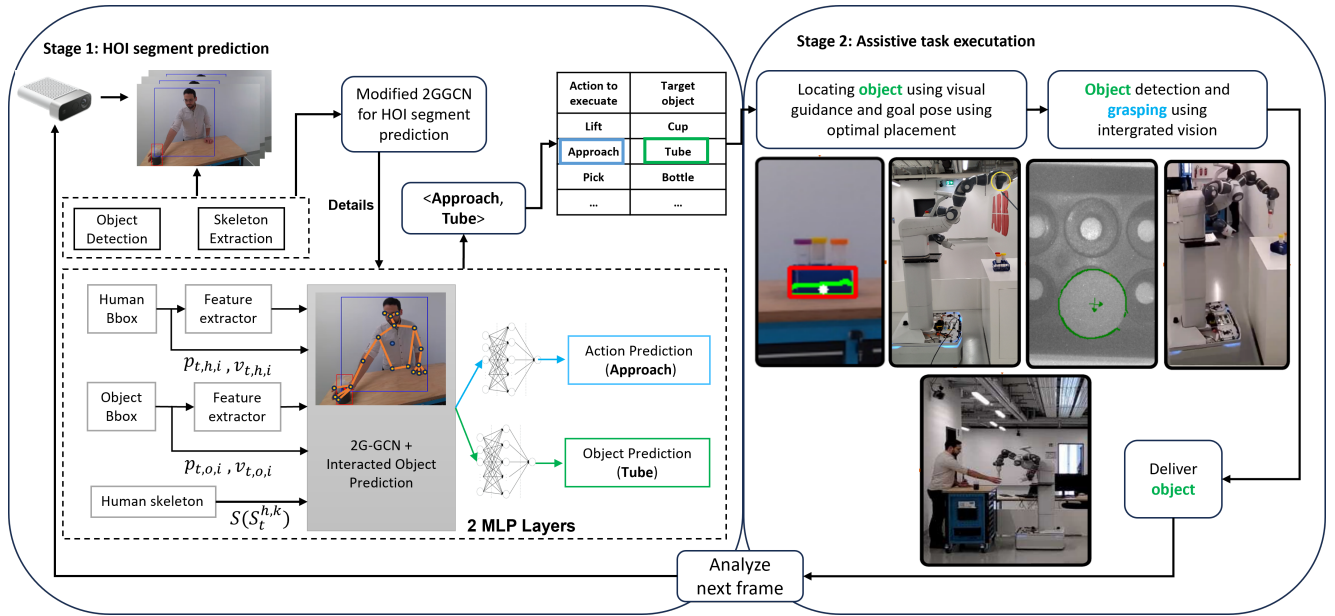 Stage 1: HOI segment prediction
Modified 2GGCN
for HOI segment
prediction
Object
Detection
Skeleton
Extraction
Details
<Approach,
Tube>
Action to
execuate
Target
object
Lift
Cup
Approach
Tube
Pick
Bottle
...
...
Human
Bbox
Feature
extractor
p_{t,h,i} , v_{t,h,i}
Object
Bbox
Feature
extractor
p_{t,o,i} , v_{t,o,i}
Human skeleton
S(S_t^{h,k})
2G-GCN +
Interacted Object
Prediction
Action Prediction
(Approach)
Object Prediction
(Tube)
2 MLP Layers
Stage 2: Assistive task executation
Locating object using visual
guidance and goal pose using
optimal placement
Object detection and
grasping using
intergrated vision
Deliver
object
Analyze
next frame